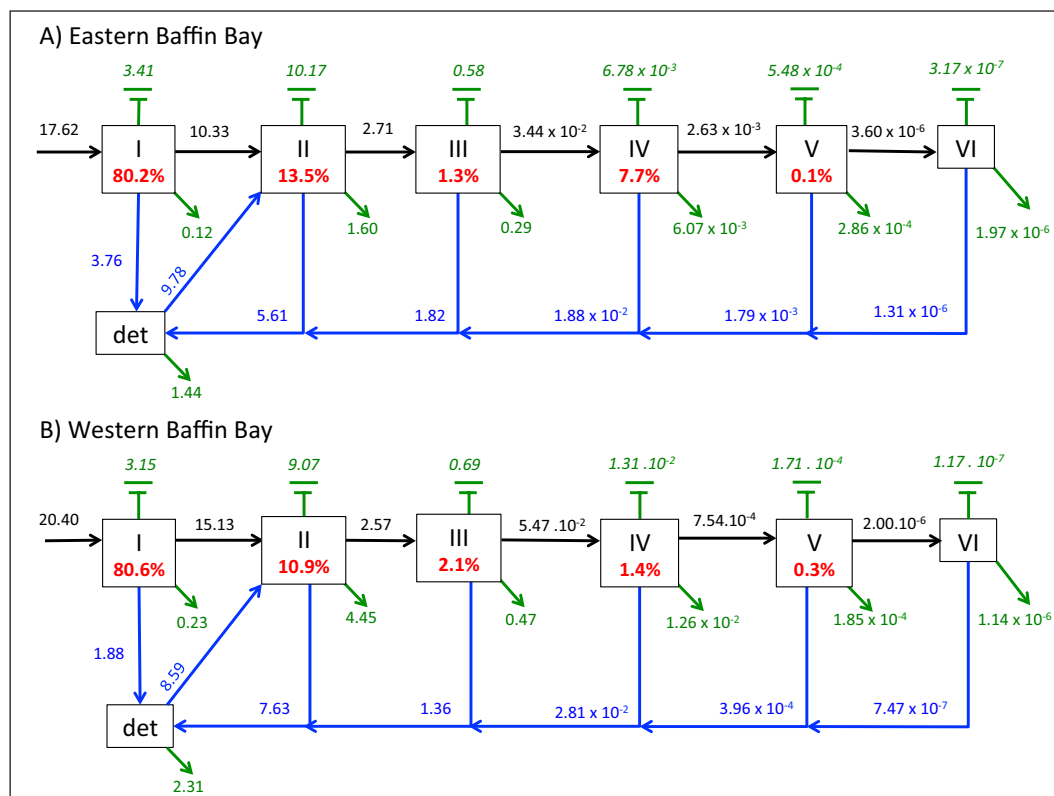 A) Eastern Baffin Bay
3.41 10.17 0.58 6.78 x 10⁻³ 5.48 x 10⁻⁴ 3.17 x 10⁻⁷
17.62 10.33 2.71 3.44 x 10⁻² 2.63 x 10⁻³ 3.60 x 10⁻⁶
I II III IV V VI
80.2% 13.5% 1.3% 7.7% 0.1%
0.12 1.60 0.29 6.07 x 10⁻³ 2.86 x 10⁻⁴ 1.97 x 10⁻⁶
3.76 9.78
5.61 1.82 1.88 x 10⁻² 1.79 x 10⁻³ 1.31 x 10⁻⁶
det
1.44
B) Western Baffin Bay
3.15 9.07 0.69 1.31 .10⁻² 1.71 . 10⁻⁴ 1.17 . 10⁻⁷
20.40 15.13 2.57 5.47 .10⁻² 7.54.10⁻⁴ 2.00.10⁻⁶
I II III IV V VI
80.6% 10.9% 2.1% 1.4% 0.3%
0.23 4.45 0.47 1.26 x 10⁻² 1.85 x 10⁻⁴ 1.14 x 10⁻⁶
1.88 8.59
7.63 1.36 2.81 x 10⁻² 3.96 x 10⁻⁴ 7.47 x 10⁻⁷
det
2.31